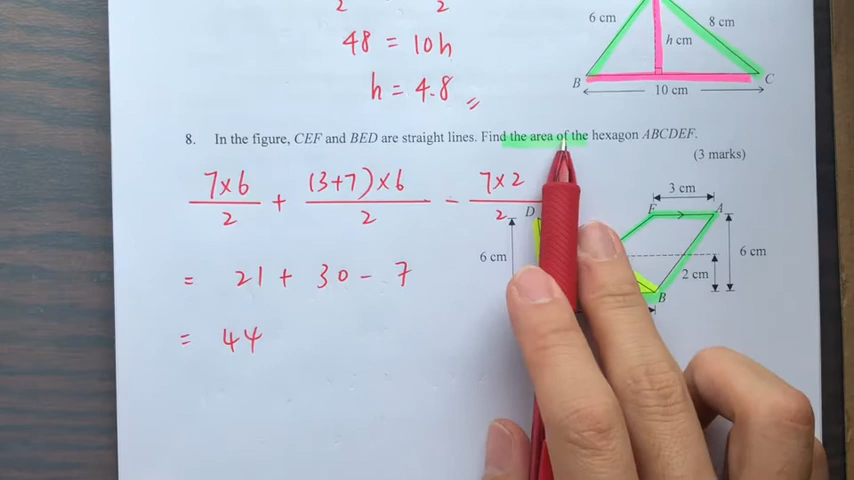 2 2
48 = 10h
h = 4.8
6 cm
8 cm
h cm
B
C
10 cm
8. In the figure, CEF and BED are straight lines. Find the area of the hexagon ABCDEF.
(3 marks)
7×6/2 + (3+7)×6/2 - 7×2/2
= 21 + 30 - 7
= 44
3 cm
D
F
A
6 cm
6 cm
2 cm
B